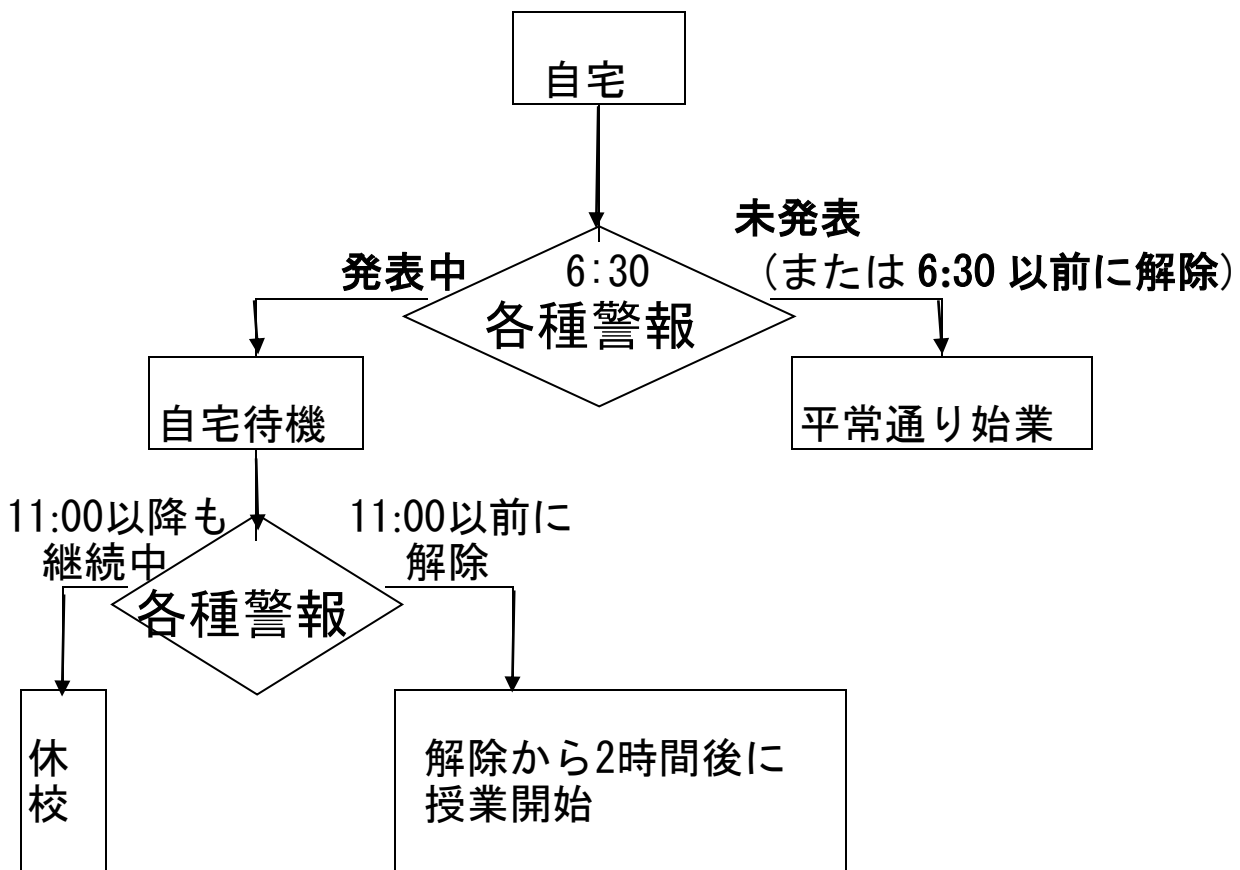 自宅
未発表
発表中
6:30
(または 6:30 以前に解除)
各種警報
自宅待機
平常通り始業
11:00以降も
継続中
11:00以前に
解除
各種警報
休
校
解除から2時間後に
授業開始